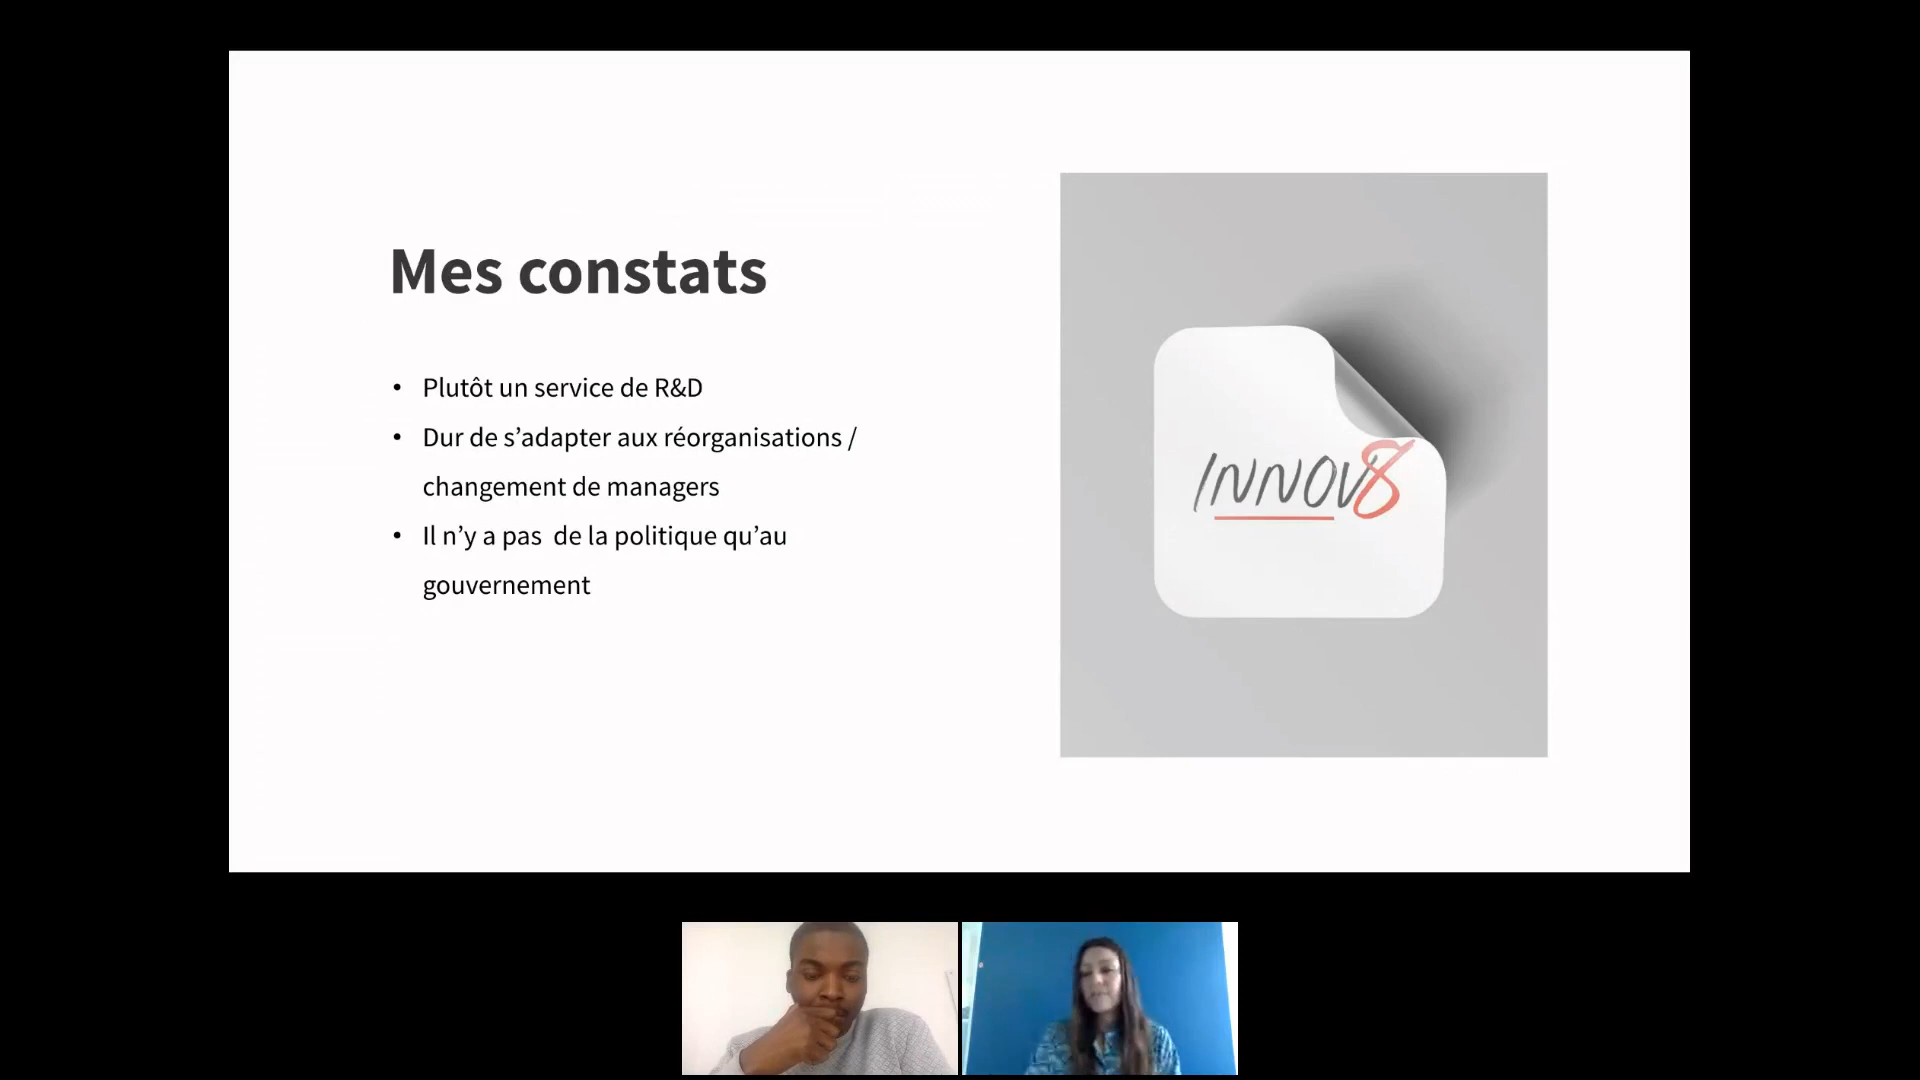 Mes constats
• Plutôt un service de R&D
• Dur de s’adapter aux réorganisations /
changement de managers
• Il n’y a pas  de la politique qu’au
gouvernement
INNOV8